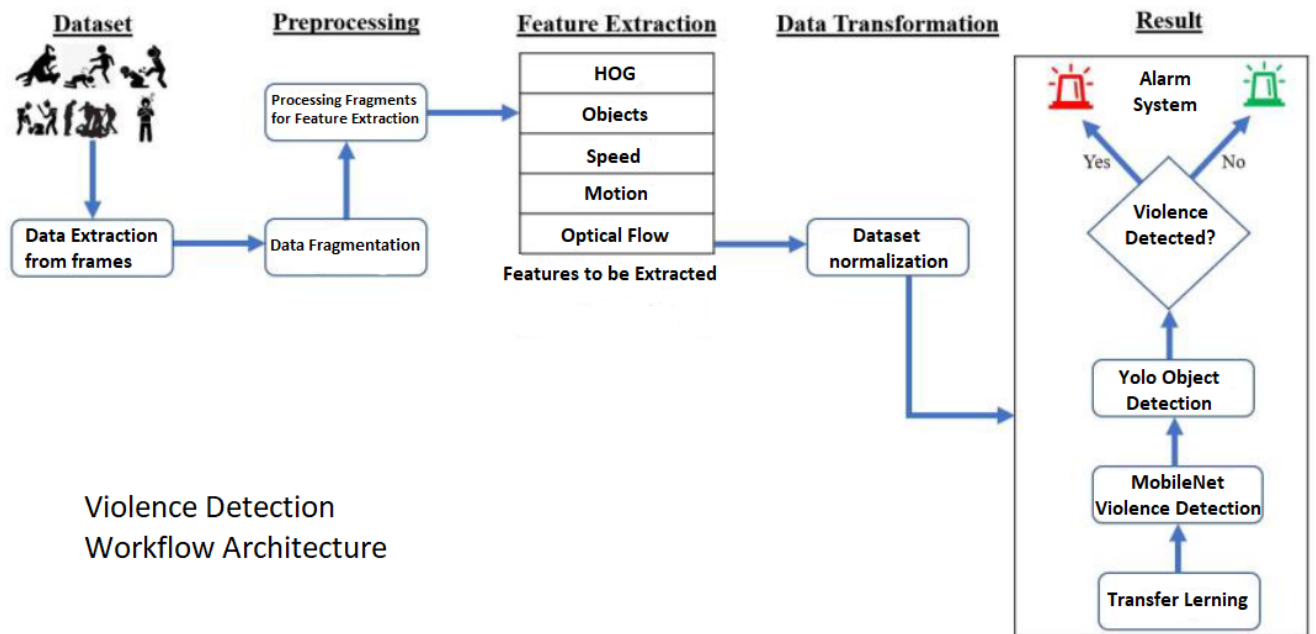 Dataset
Preprocessing
Feature Extraction
Data Transformation
Result
Data Extraction
from frames
Processing Fragments
for Feature Extraction
Data Fragmentation
HOG
Objects
Speed
Motion
Optical Flow
Features to be Extracted
Dataset
normalization
Alarm
System
Yes
No
Violence
Detected?
Yolo Object
Detection
MobileNet
Violence Detection
Transfer Lerning
Violence Detection
Workflow Architecture